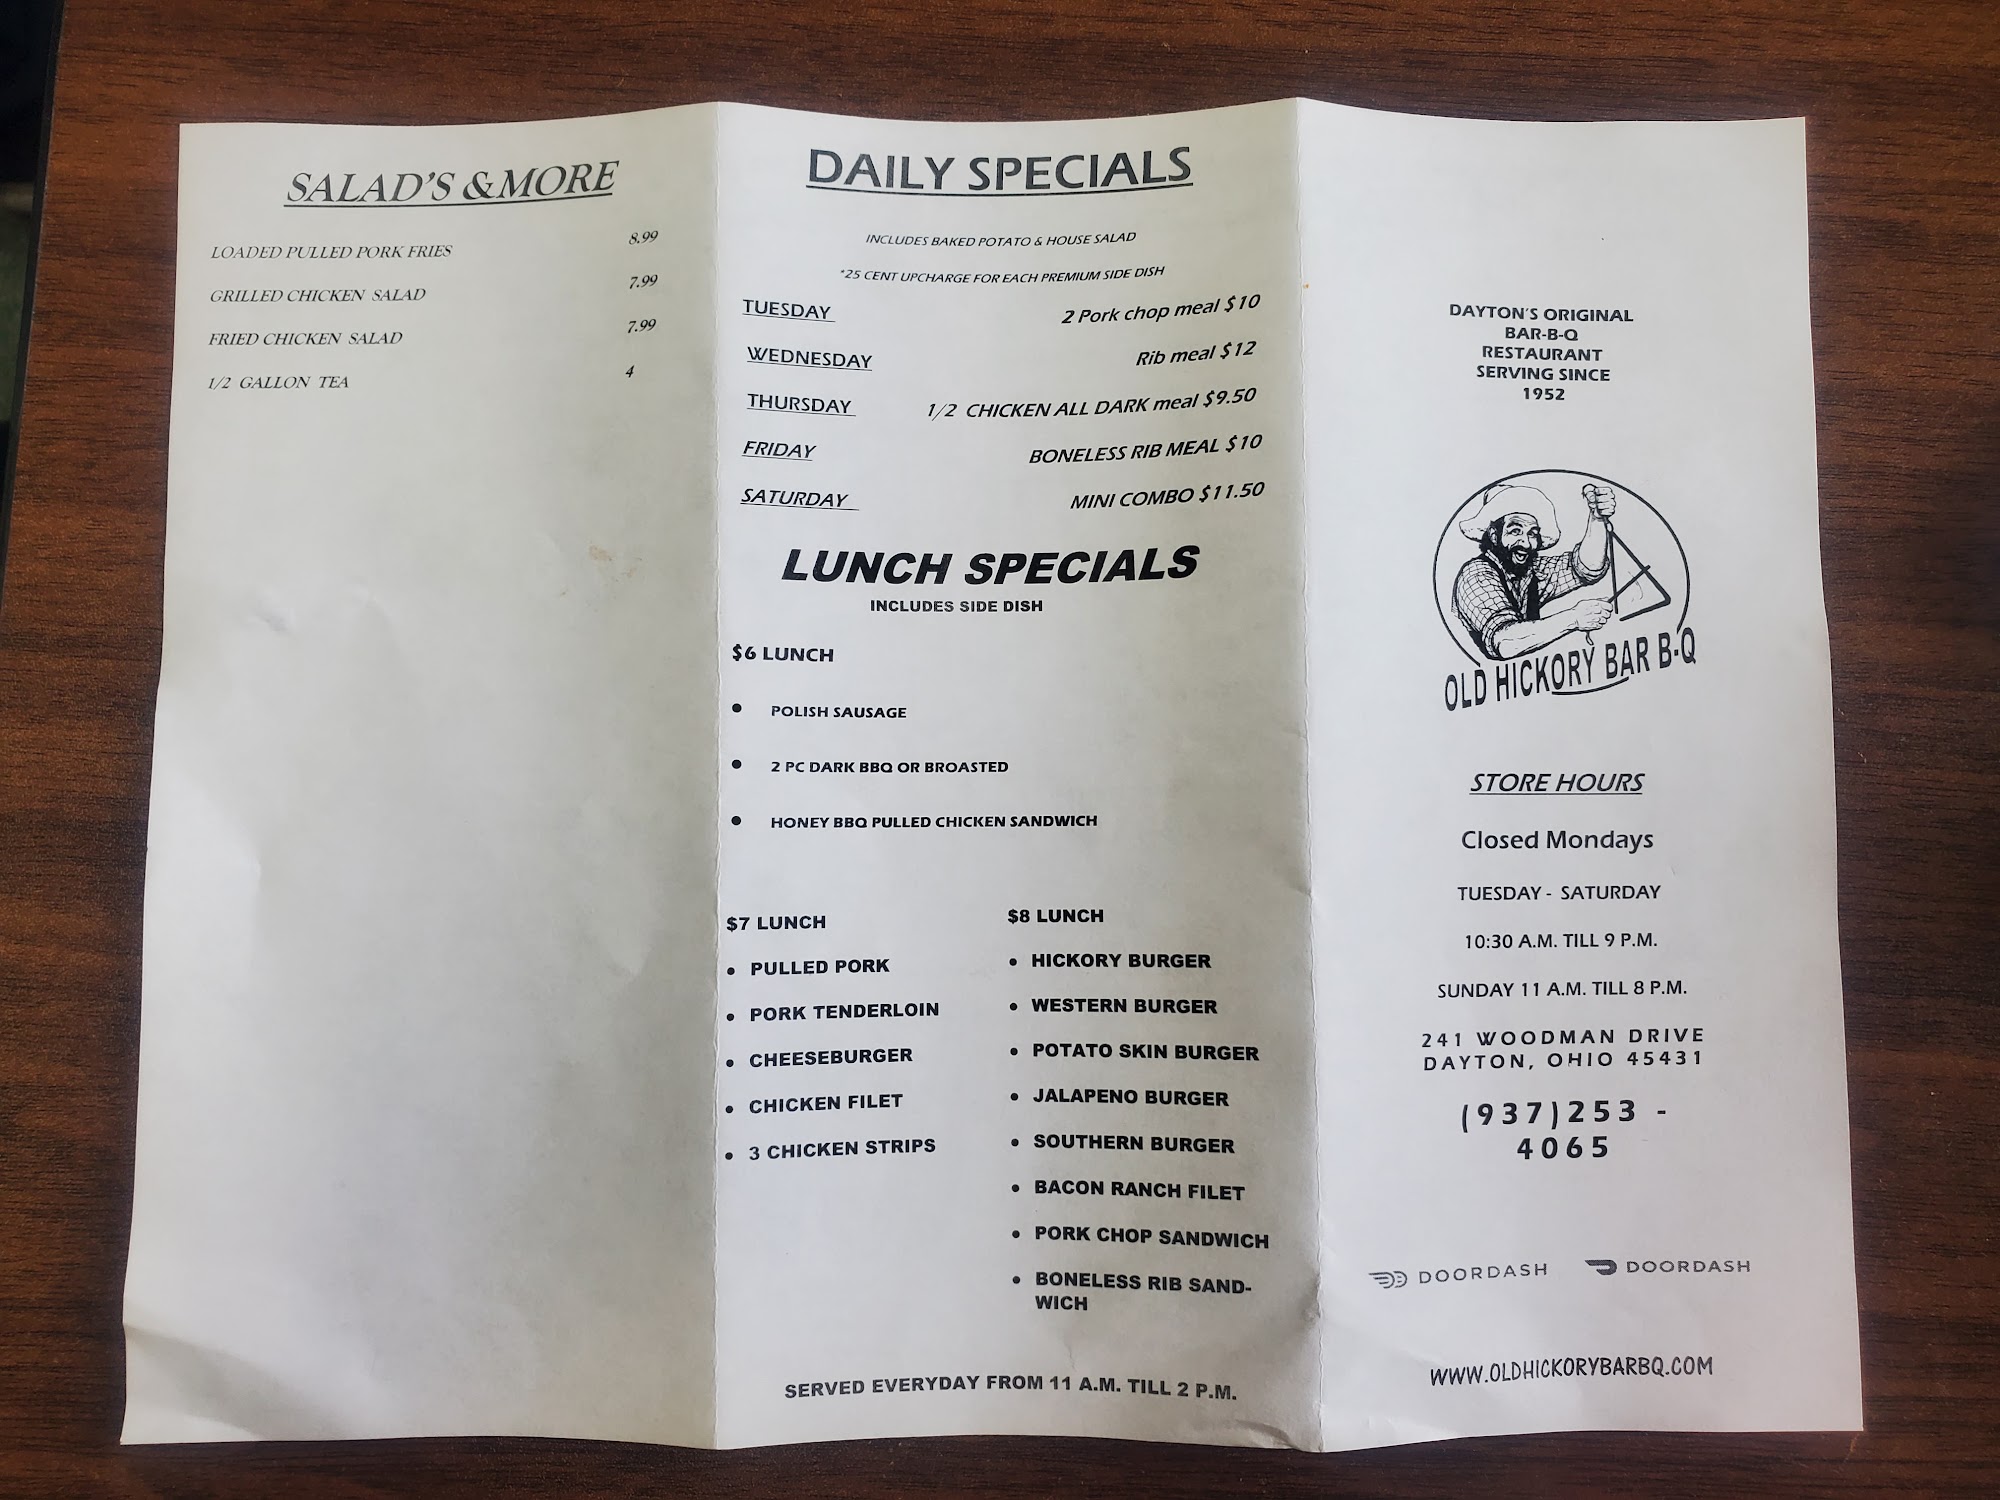 SALAD'S & MORE
LOADED PULLED PORK FRIES 8.99
GRILLED CHICKEN SALAD 7.99
FRIED CHICKEN SALAD 7.99
1/2 GALLON TEA 4
DAILY SPECIALS
INCLUDES BAKED POTATO & HOUSE SALAD
*25 CENT UPCHARGE FOR EACH PREMIUM SIDE DISH
TUESDAY 2 Pork chop meal $10
WEDNESDAY Rib meal $12
THURSDAY 1/2 CHICKEN ALL DARK meal $9.50
FRIDAY BONELESS RIB MEAL $10
SATURDAY MINI COMBO $11.50
LUNCH SPECIALS
INCLUDES SIDE DISH
$6 LUNCH
• POLISH SAUSAGE
• 2 PC DARK BBQ OR BROASTED
• HONEY BBQ PULLED CHICKEN SANDWICH
$7 LUNCH
• PULLED PORK
• PORK TENDERLOIN
• CHEESEBURGER
• CHICKEN FILET
• 3 CHICKEN STRIPS
$8 LUNCH
• HICKORY BURGER
• WESTERN BURGER
• POTATO SKIN BURGER
• JALAPENO BURGER
• SOUTHERN BURGER
• BACON RANCH FILET
• PORK CHOP SANDWICH
• BONELESS RIB SAND-
WICH
SERVED EVERYDAY FROM 11 A.M. TILL 2 P.M.
DAYTON'S ORIGINAL
BAR-B-Q
RESTAURANT
SERVING SINCE
1952
OLD HICKORY BAR B-Q
STORE HOURS
Closed Mondays
TUESDAY - SATURDAY
10:30 A.M. TILL 9 P.M.
SUNDAY 11 A.M. TILL 8 P.M.
241 WOODMAN DRIVE
DAYTON, OHIO 45431
(937)253 -
4065
DOORDASH DOORDASH
WWW.OLDHICKORYBARBQ.COM